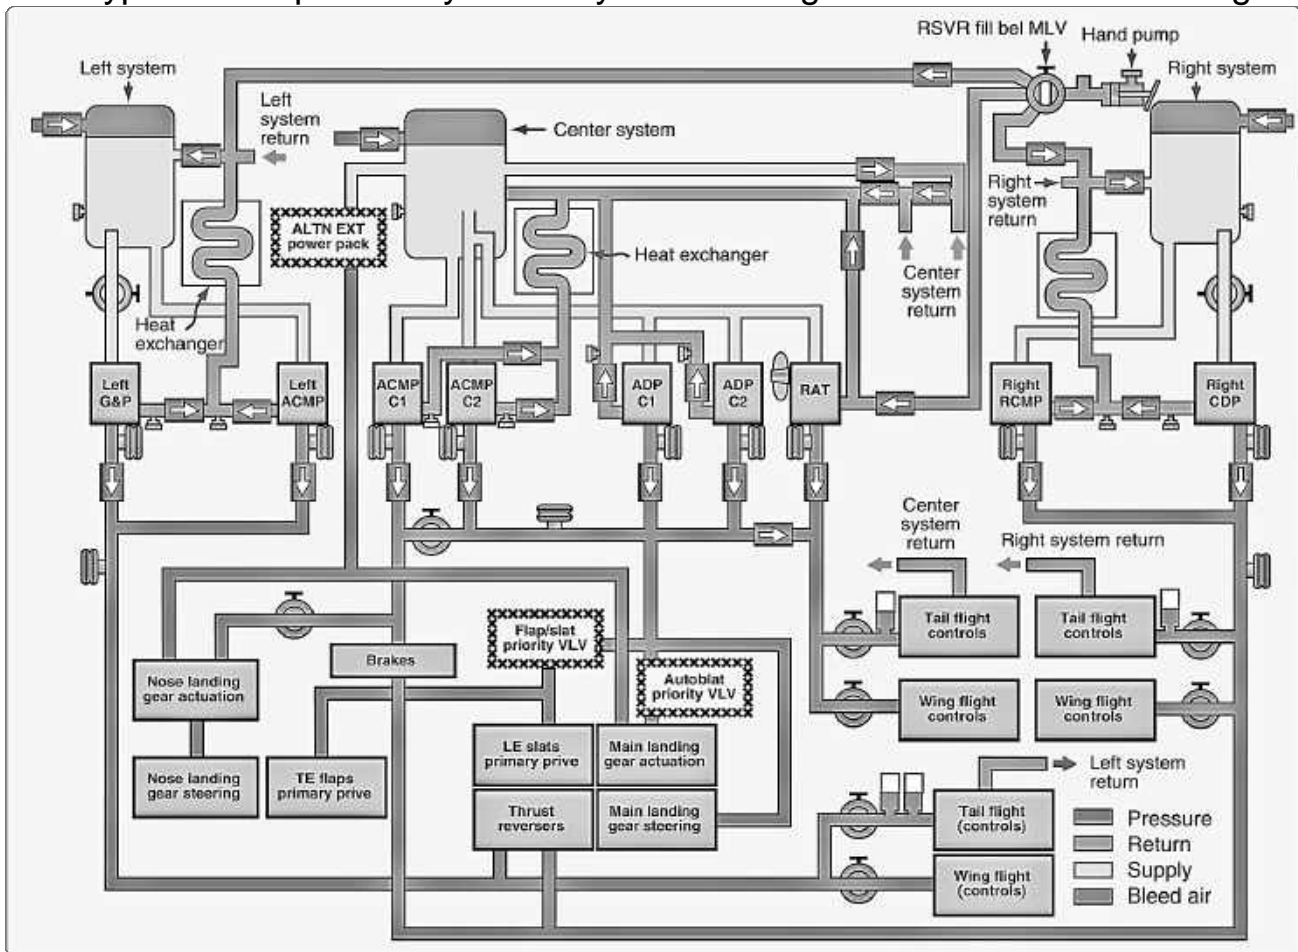 RSVR fill bel MLV
Hand pump
Left system
Right system
Left
system
return
Center system
Right
system
return
ALTN EXT
power pack
Heat exchanger
Center
system
return
Heat
exchanger
Left
G&P
Left
ACMP
ACMP
C1
ACMP
C2
ADP
C1
ADP
C2
RAT
Right
RCMP
Right
CDP
Center
system
return
Right system return
Tail flight
controls
Tail flight
controls
Flap/slat
priority VLV
Brakes
Autoblat
priority VLV
Nose landing
gear actuation
Wing flight
controls
Wing flight
controls
LE slats
primary prive
Main landing
gear actuation
Nose landing
gear steering
TE flaps
primary prive
Left system
return
Thrust
reversers
Main landing
gear steering
Tail flight
(controls)
Wing flight
(controls)
Pressure
Return
Supply
Bleed air